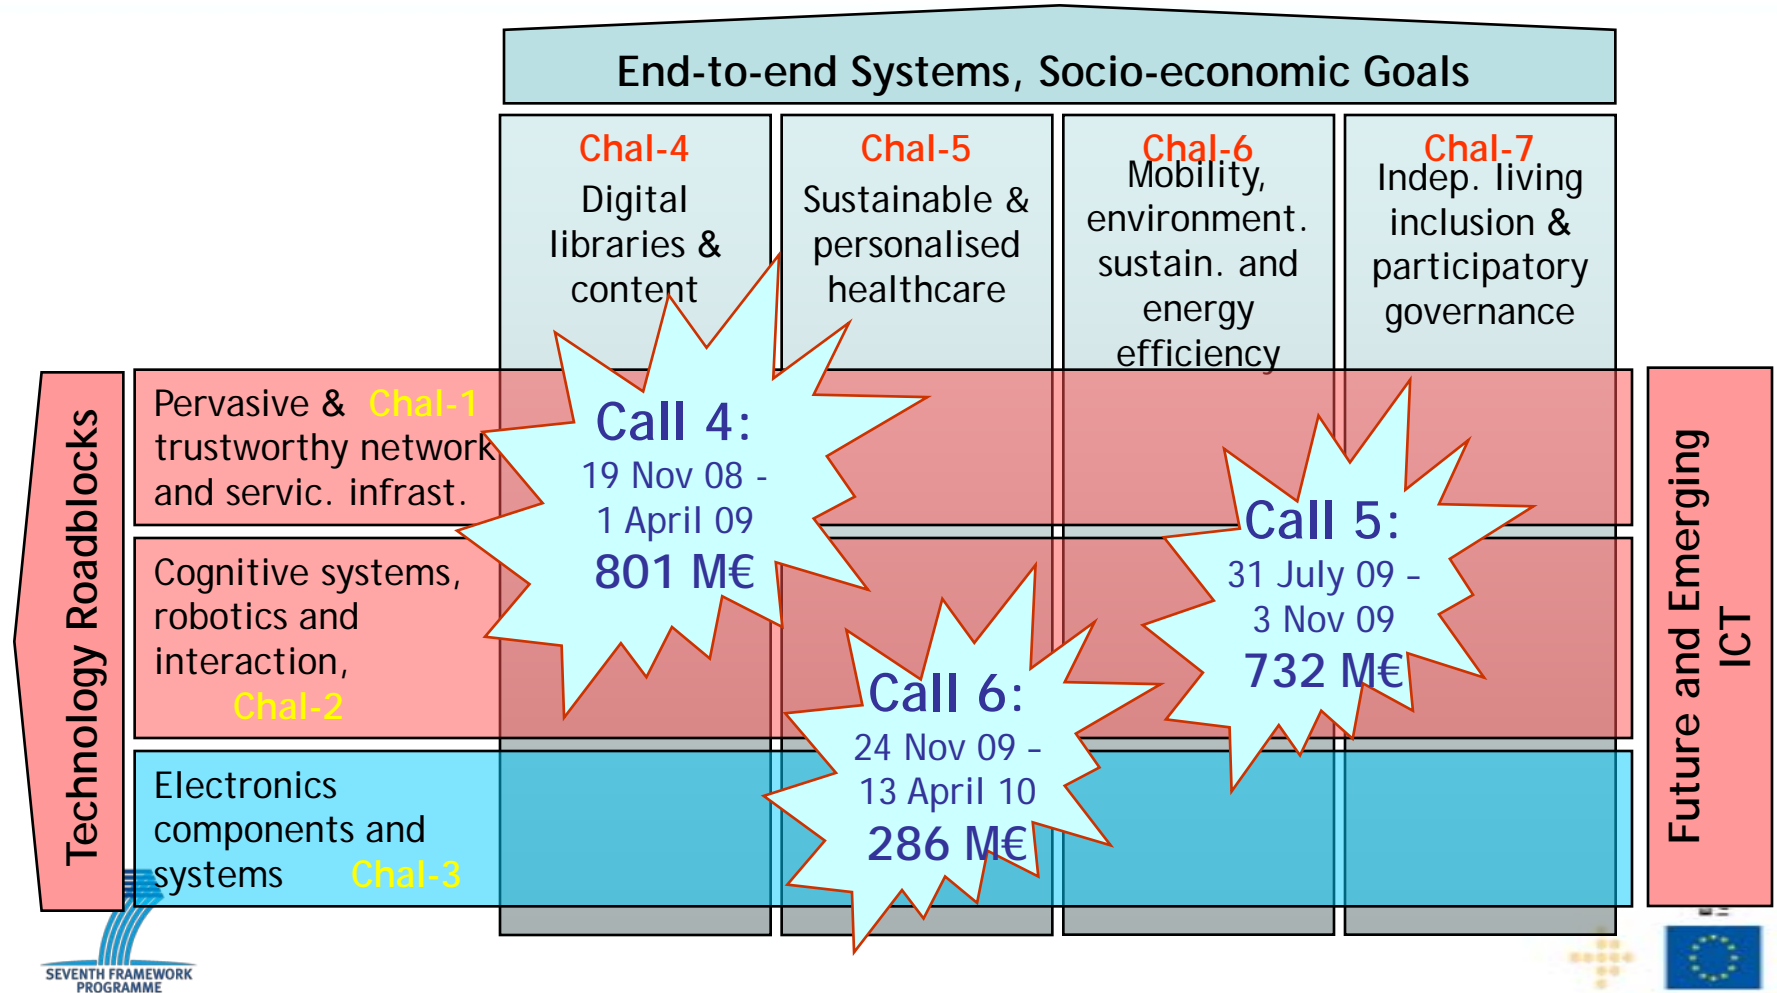 End-to-end Systems, Socio-economic Goals
Chal-4
Digital
libraries &
content
Chal-5
Sustainable &
personalised
healthcare
Chal-6
Mobility,
environment.
sustain. and
energy
efficiency
Chal-7
Indep. living
inclusion &
participatory
governance
Technology Roadblocks
Pervasive & Chal-1
trustworthy network
and servic. infrast.
Cognitive systems,
robotics and
interaction,
Chal-2
Electronics
components and
systems Chal-3
Call 4:
19 Nov 08 -
1 April 09
801 M€
Call 5:
31 July 09 –
3 Nov 09
732 M€
Call 6:
24 Nov 09 –
13 April 10
286 M€
Future and Emerging
ICT
SEVENTH FRAMEWORK
PROGRAMME